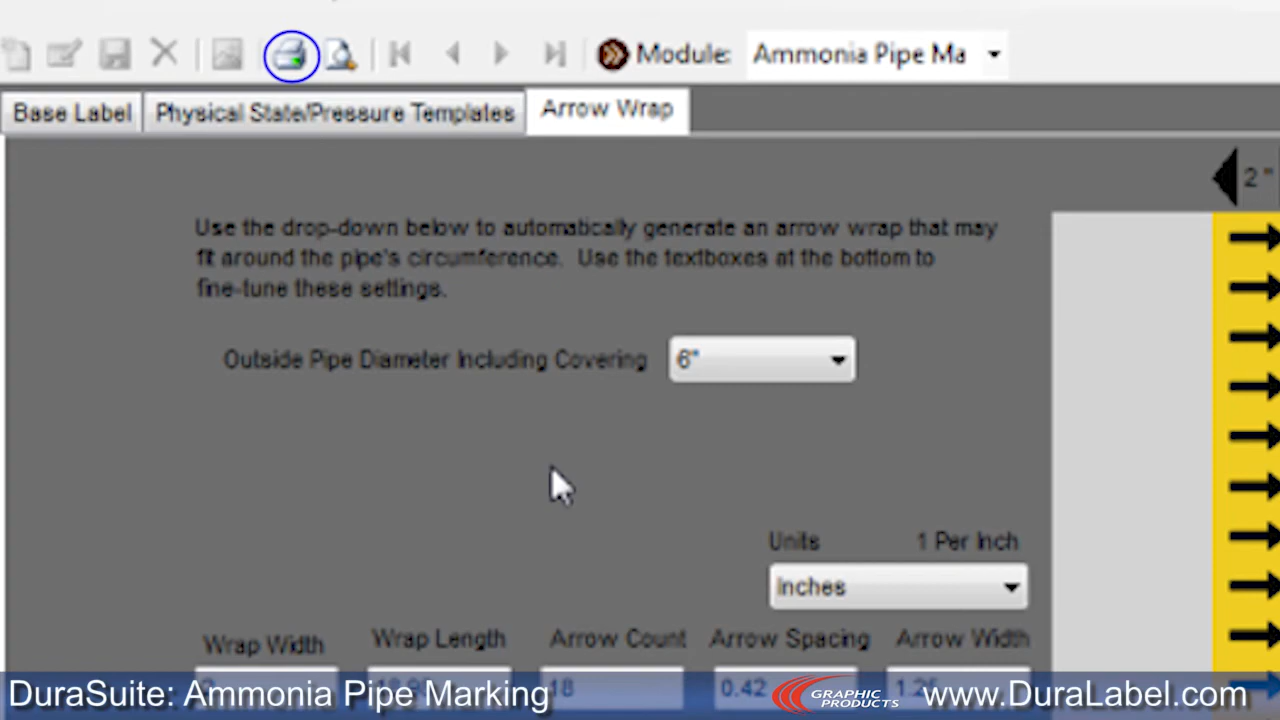 Module: Ammonia Pipe Ma
Base Label Physical State/Pressure Templates Arrow Wrap
2 "
Use the drop-down below to automatically generate an arrow wrap that may
fit around the pipe's circumference. Use the textboxes at the bottom to
fine-tune these settings.
Outside Pipe Diameter Including Covering 6"
Units 1 Per Inch
Inches
Wrap Width Wrap Length Arrow Count Arrow Spacing Arrow Width
2 18 0.42
DuraSuite: Ammonia Pipe Marking GRAPHIC PRODUCTS www.DuraLabel.com